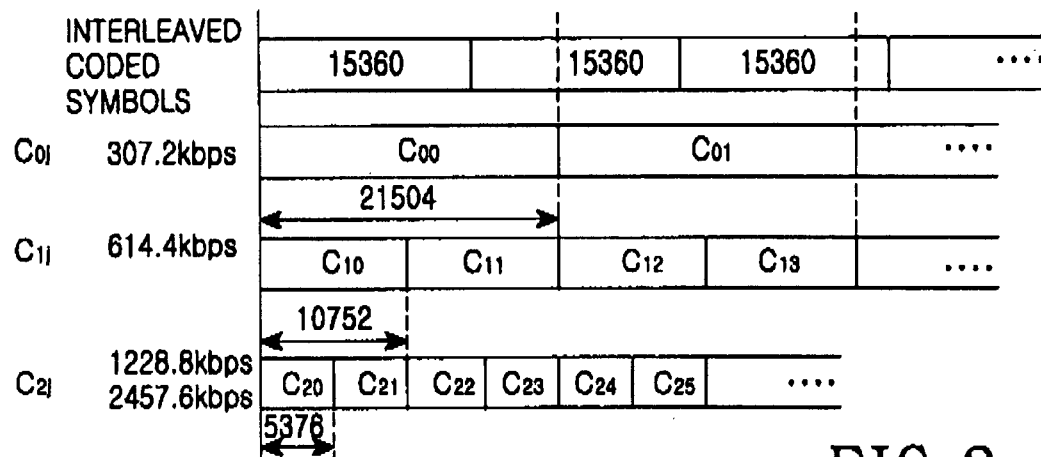 INTERLEAVED
CODED
SYMBOLS
15360 15360 15360 ....
C0j 307.2kbps C00 C01 ....
21504
C1j 614.4kbps C10 C11 C12 C13 ....
10752
C2j 1228.8kbps
2457.6kbps
C20 C21 C22 C23 C24 C25 ....
5376